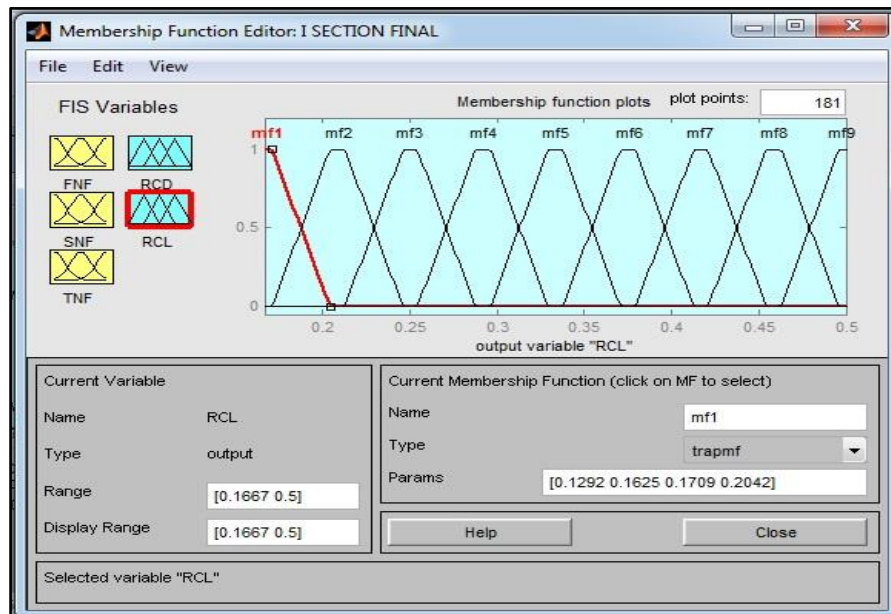 Membership Function Editor: I SECTION FINAL
File Edit View
FIS Variables
Membership function plots plot points: 181
mf1 mf2 mf3 mf4 mf5 mf6 mf7 mf8 mf9
FNF RCD
SNF RCL
TNF
1
0.5
0
0.2 0.25 0.3 0.35 0.4 0.45 0.5
output variable "RCL"
Current Variable
Name RCL
Type output
Range [0.1667 0.5]
Display Range [0.1667 0.5]
Current Membership Function (click on MF to select)
Name mf1
Type trapmf
Params [0.1292 0.1625 0.1709 0.2042]
Help Close
Selected variable "RCL"